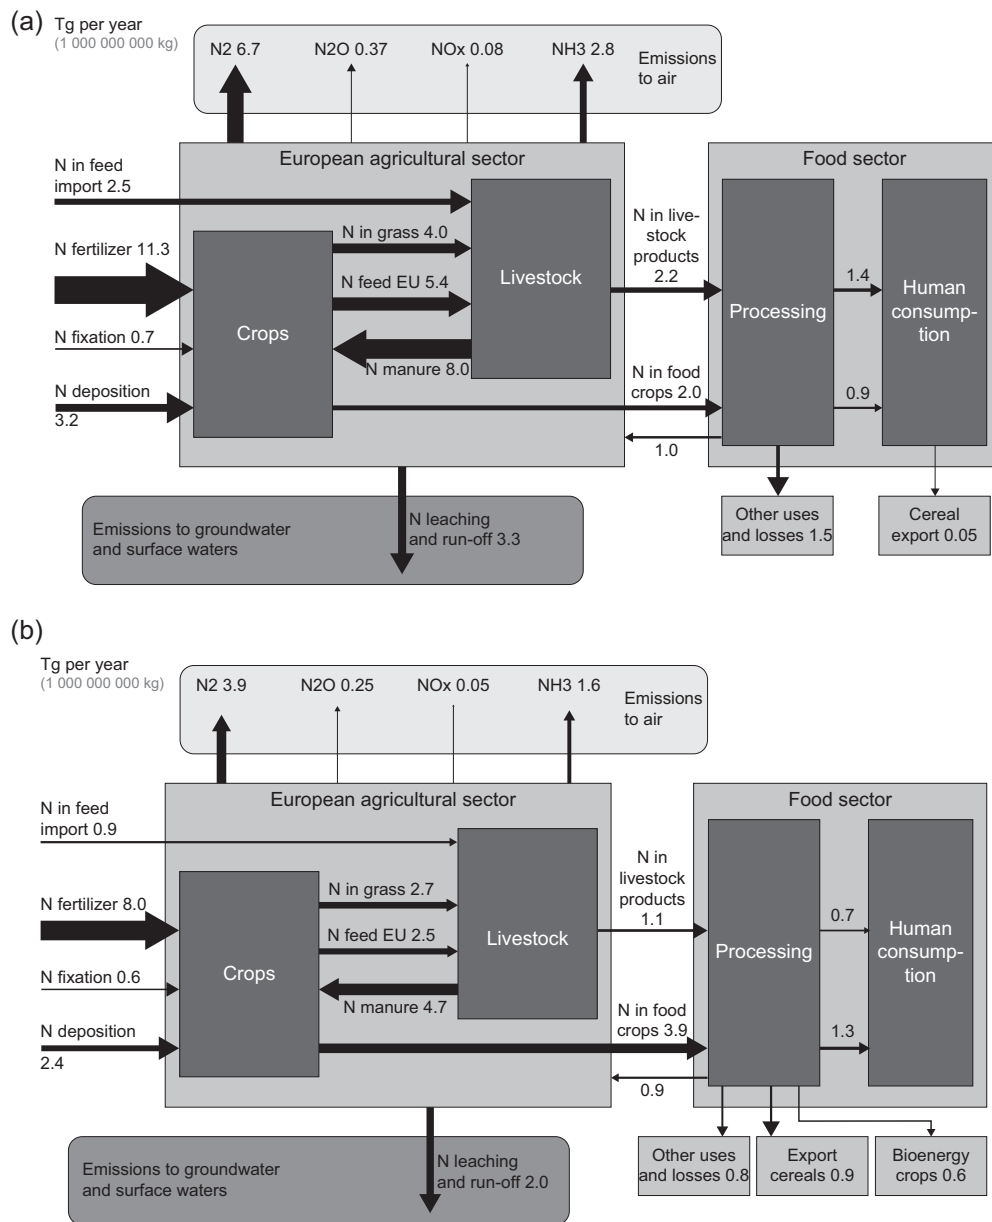 (a)
Tg per year
(1 000 000 000 kg)
N2 6.7
N2O 0.37
NOx 0.08
NH3 2.8
Emissions
to air
European agricultural sector
Food sector
N in feed
import 2.5
N fertilizer 11.3
N fixation 0.7
N deposition
3.2
Crops
N in grass 4.0
N feed EU 5.4
N manure 8.0
Livestock
N in live-
stock
products
2.2
N in food
crops 2.0
1.0
Processing
1.4
0.9
Human
consump-
tion
Other uses
and losses 1.5
Cereal
export 0.05
Emissions to groundwater
and surface waters
N leaching
and run-off 3.3
(b)
Tg per year
(1 000 000 000 kg)
N2 3.9
N2O 0.25
NOx 0.05
NH3 1.6
Emissions
to air
European agricultural sector
Food sector
N in feed
import 0.9
N fertilizer 8.0
N fixation 0.6
N deposition
2.4
Crops
N in grass 2.7
N feed EU 2.5
N manure 4.7
Livestock
N in
livestock
products
1.1
N in food
crops 3.9
0.9
Processing
0.7
1.3
Human
consump-
tion
Other uses
and losses 0.8
Export
cereals 0.9
Bioenergy
crops 0.6
Emissions to groundwater
and surface waters
N leaching
and run-off 2.0